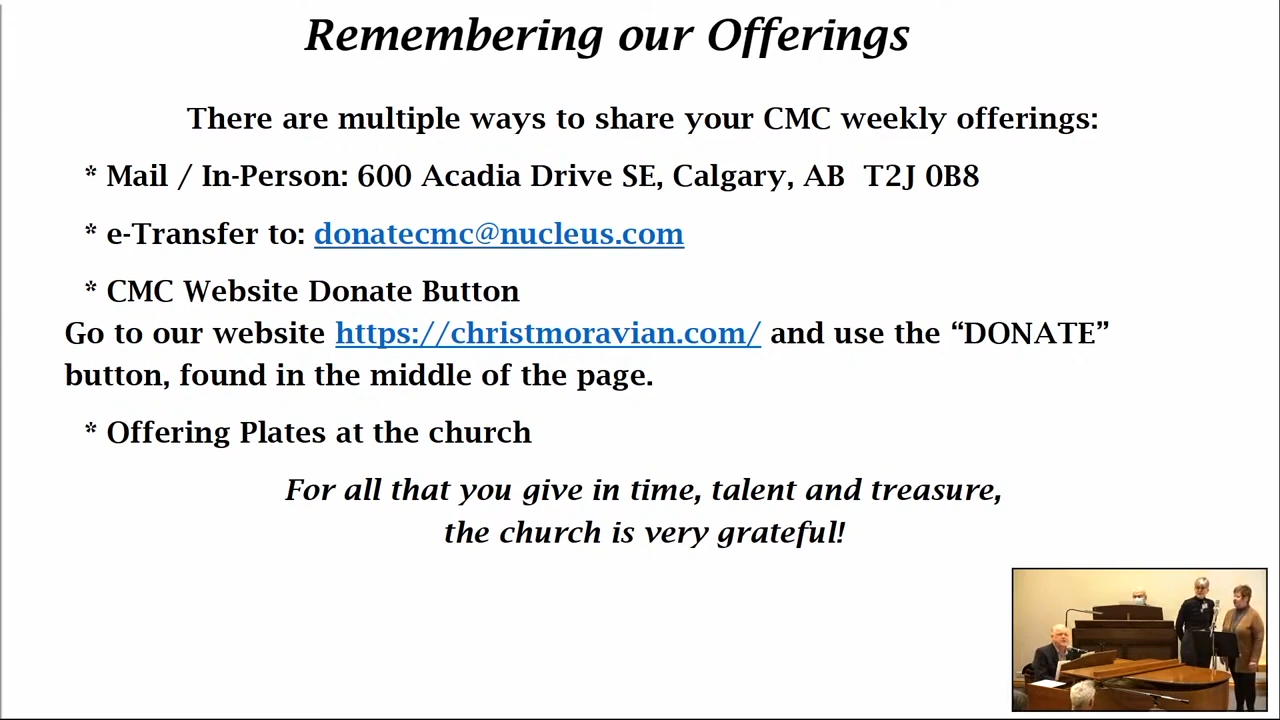 Remembering our Offerings
There are multiple ways to share your CMC weekly offerings:
* Mail / In-Person: 600 Acadia Drive SE, Calgary, AB  T2J 0B8
* e-Transfer to: donatecmc@nucleus.com
* CMC Website Donate Button
Go to our website https://christmoravian.com/ and use the “DONATE”
button, found in the middle of the page.
* Offering Plates at the church
For all that you give in time, talent and treasure,
the church is very grateful!